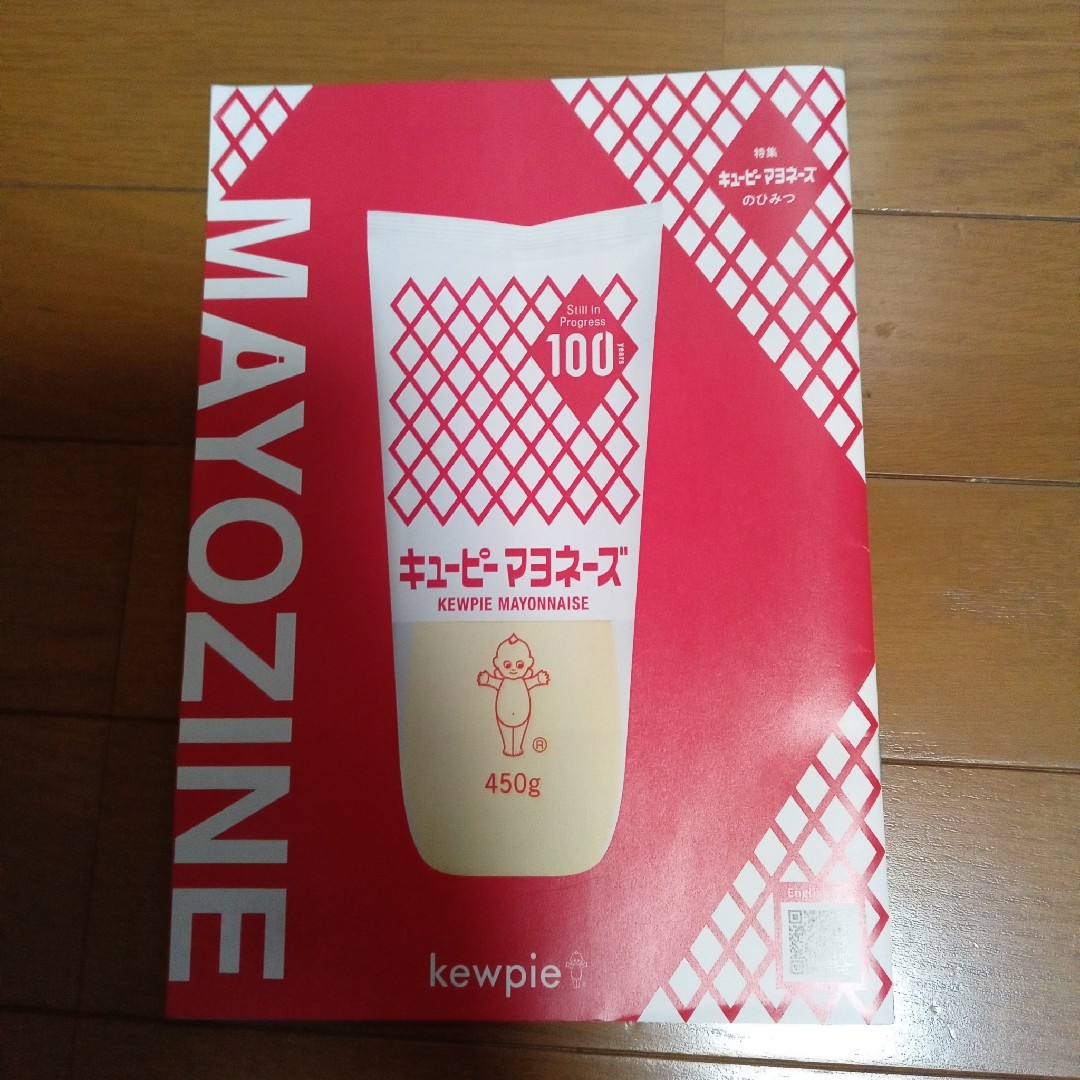 MAYOZINE
特集
キユーピー マヨネーズ
のひみつ
Still in
Progress
100
years
キユーピー マヨネーズ
KEWPIE MAYONNAISE
®
450g
kewpie